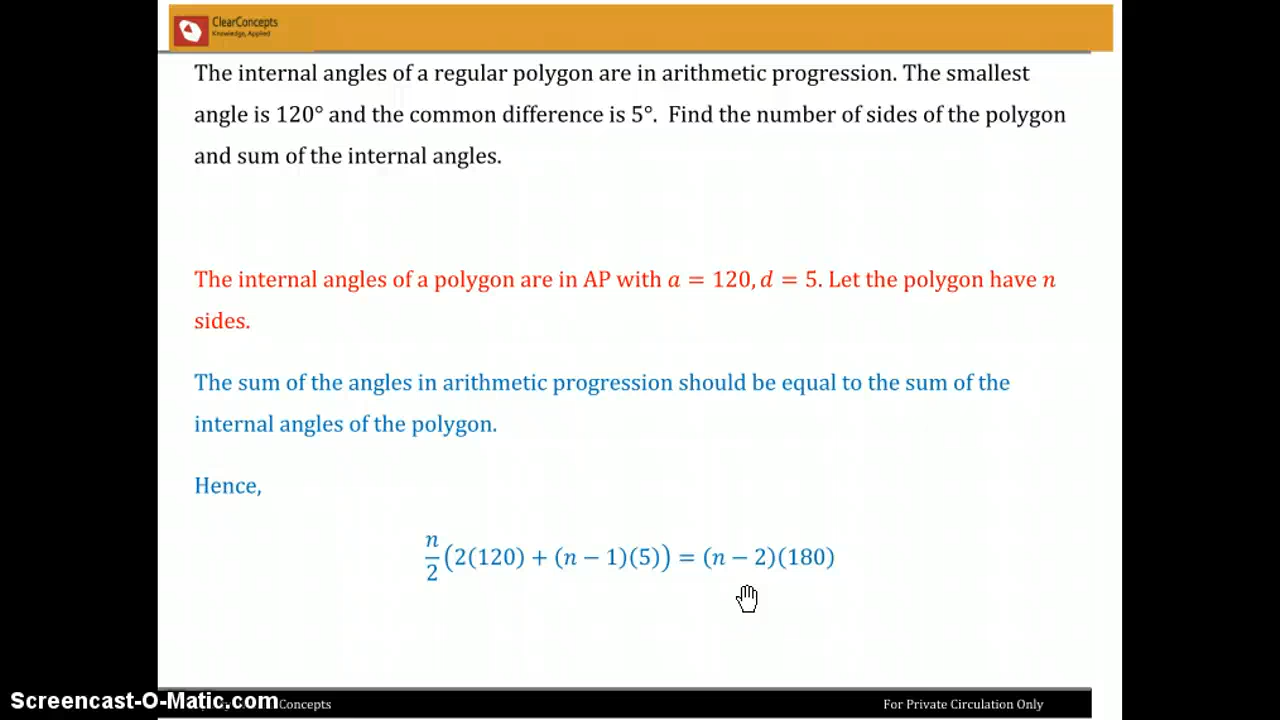 ClearConcepts
Knowledge, Applied
The internal angles of a regular polygon are in arithmetic progression. The smallest
angle is 120° and the common difference is 5°. Find the number of sides of the polygon
and sum of the internal angles.
The internal angles of a polygon are in AP with a = 120, d = 5. Let the polygon have n
sides.
The sum of the angles in arithmetic progression should be equal to the sum of the
internal angles of the polygon.
Hence,
n/2 (2(120) + (n − 1)(5)) = (n − 2)(180)
Screencast-O-Matic.com Concepts For Private Circulation Only